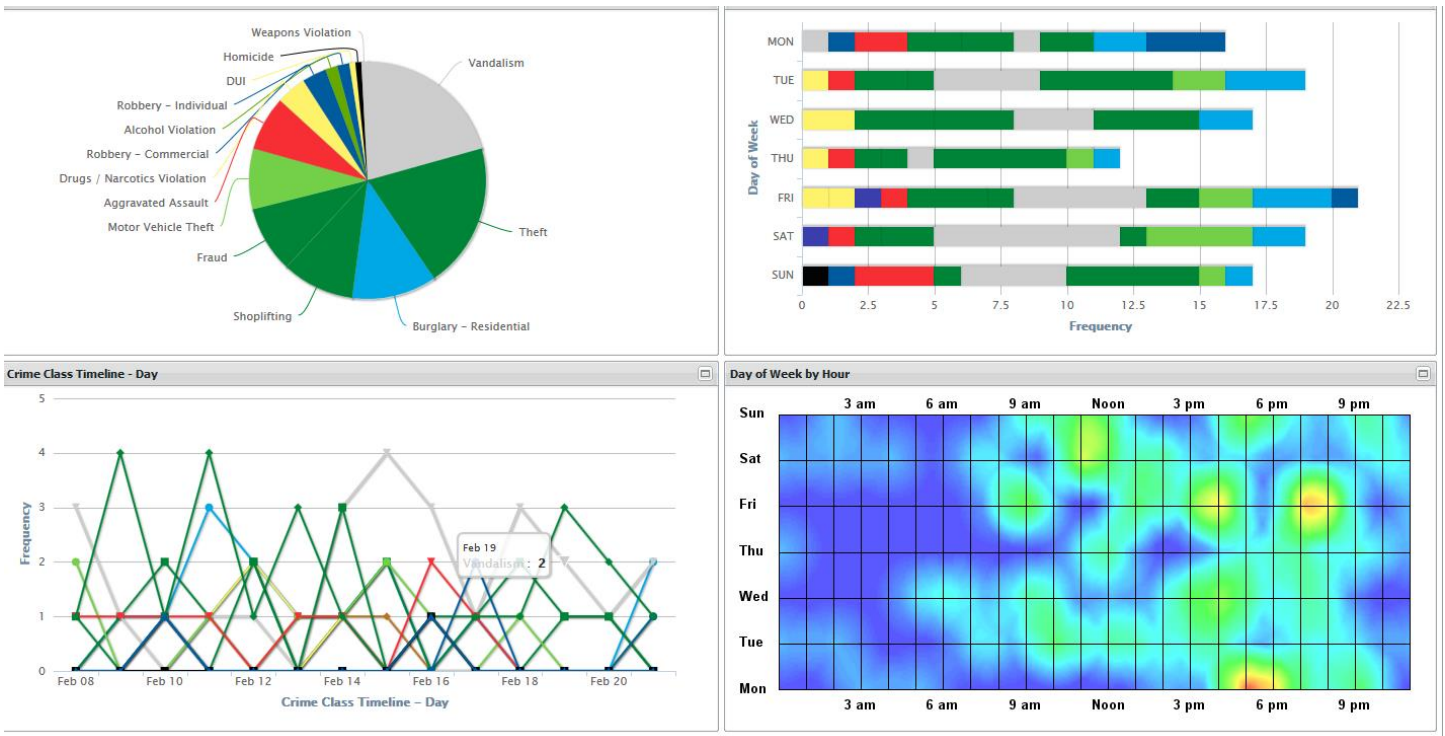 Weapons Violation
Homicide
DUI
Robbery - Individual
Alcohol Violation
Robbery - Commercial
Drugs / Narcotics Violation
Aggravated Assault
Motor Vehicle Theft
Fraud
Shoplifting
Vandalism
Theft
Burglary - Residential
Day of Week
MON
TUE
WED
THU
FRI
SAT
SUN
0 2.5 5 7.5 10 12.5 15 17.5 20 22.5
Frequency
Crime Class Timeline - Day
Frequency
5
4
3
2
1
0
Feb 19
Vandalism: 2
Feb 08 Feb 10 Feb 12 Feb 14 Feb 16 Feb 18 Feb 20
Crime Class Timeline - Day
Day of Week by Hour
3 am 6 am 9 am Noon 3 pm 6 pm 9 pm
Sun
Sat
Fri
Thu
Wed
Tue
Mon
3 am 6 am 9 am Noon 3 pm 6 pm 9 pm